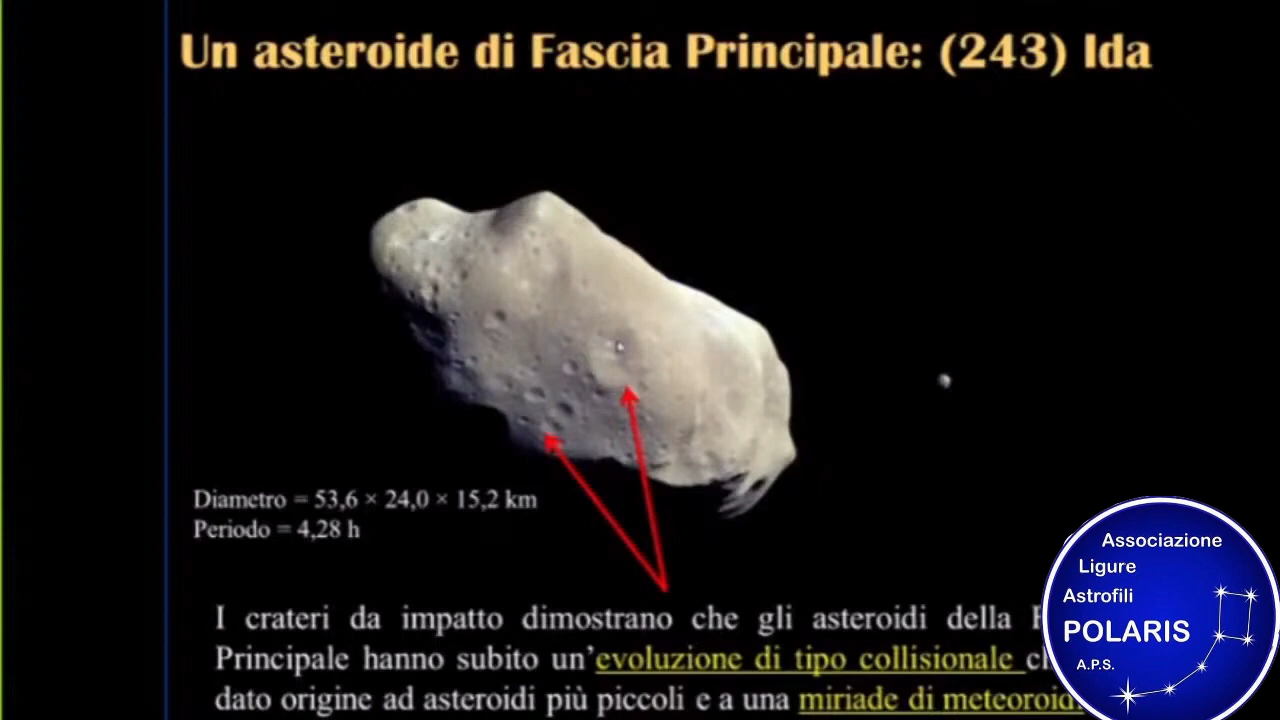 Un asteroide di Fascia Principale: (243) Ida
Diametro = 53,6 × 24,0 × 15,2 km
Periodo = 4,28 h
I crateri da impatto dimostrano che gli asteroidi della
Principale hanno subito un’evoluzione di tipo collisionale
dato origine ad asteroidi più piccoli e a una miriade di
Associazione
Ligure
Astrofili
POLARIS
A.P.S.